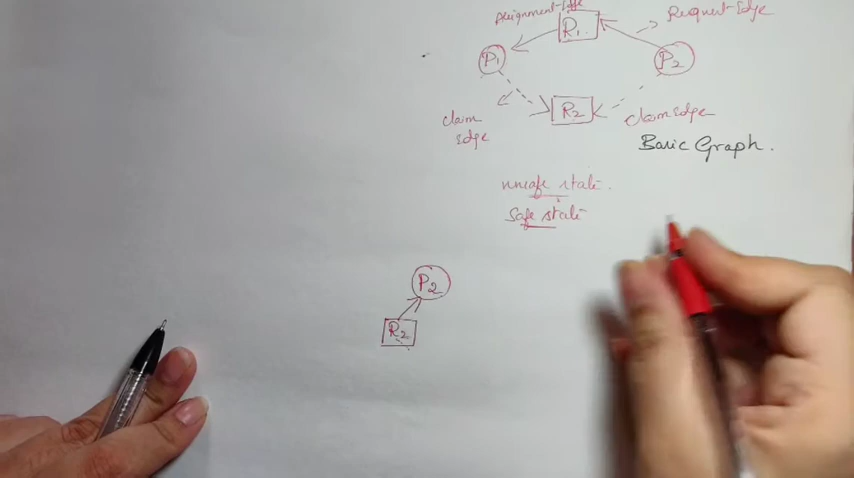 Assignment-Edge
Request-Edge
R1.
P1
P2
R2
claim
Edge
claim Edge
Basic Graph.
unsafe state.
safe state
P2
R2